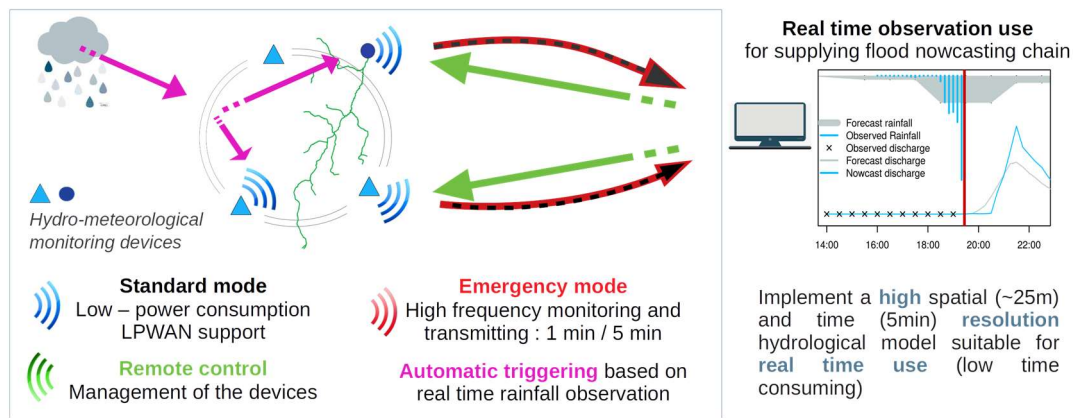 Hydro-meteorological
monitoring devices
Standard mode
Low – power consumption
LPWAN support
Remote control
Management of the devices
Emergency mode
High frequency monitoring and
transmitting : 1 min / 5 min
Automatic triggering based on
real time rainfall observation
Real time observation use
for supplying flood nowcasting chain
Forecast rainfall
Observed Rainfall
Observed discharge
Forecast discharge
Nowcast discharge
14:00 16:00 18:00 20:00 22:00
Implement a high spatial (~25m)
and time (5min) resolution
hydrological model suitable for
real time use (low time
consuming)